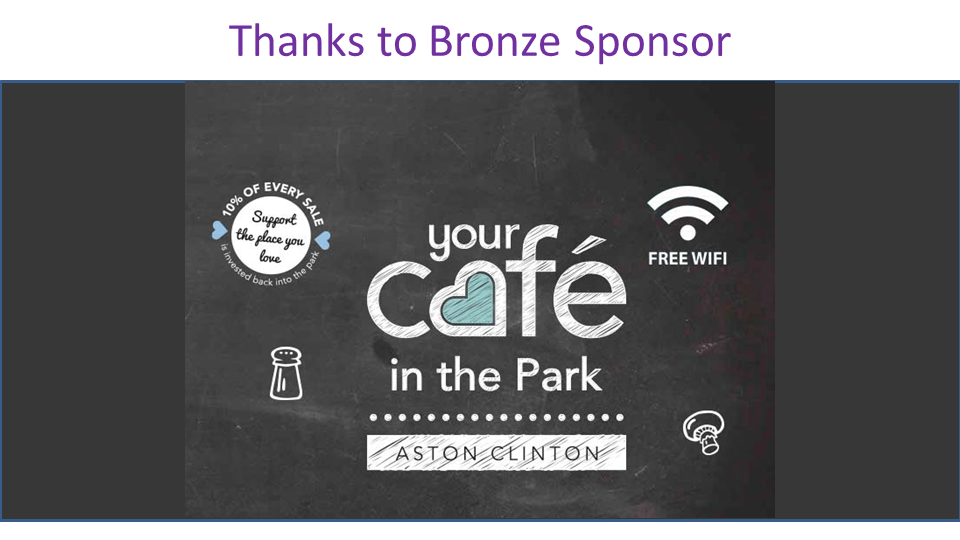 Thanks to Bronze Sponsor
10% OF EVERY SALE
Support
the place you
love
is invested back into the park
FREE WIFI
your
café
in the Park
ASTON CLINTON